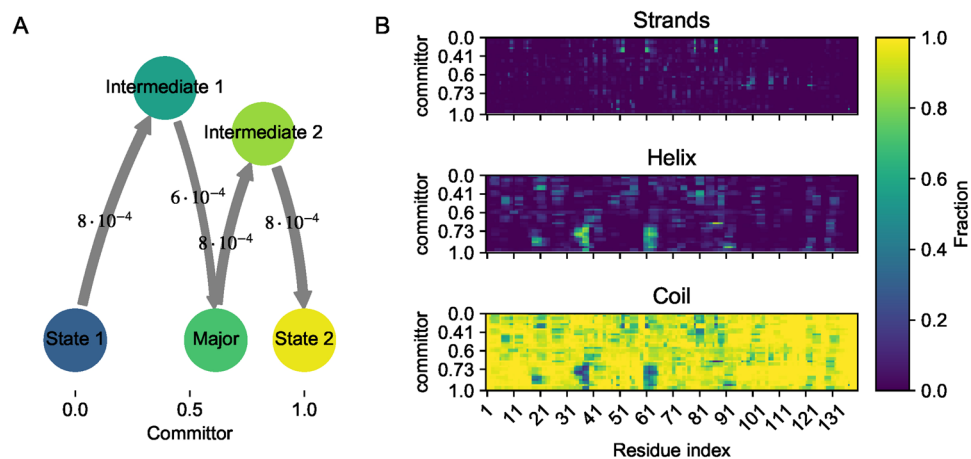 A
Intermediate 1
Intermediate 2
6·10⁻⁴
8·10⁻⁴
8·10⁻⁴
8·10⁻⁴
State 1
Major
State 2
0.0
0.5
1.0
Committor
B
Strands
committor
0.0
0.41
0.6
0.73
1.0
Helix
committor
0.0
0.41
0.6
0.73
1.0
Coil
committor
0.0
0.41
0.6
0.73
1.0
1
11
21
31
41
51
61
71
81
91
101
111
121
131
Residue index
1.0
0.8
0.6
0.4
0.2
0.0
Fraction